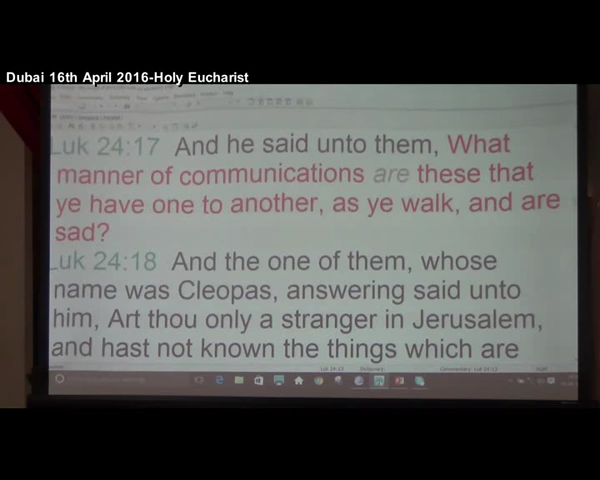 Dubai 16th April 2016-Holy Eucharist
Luk 24:17 And he said unto them, What
manner of communications are these that
ye have one to another, as ye walk, and are
sad?
Luk 24:18 And the one of them, whose
name was Cleopas, answering said unto
him, Art thou only a stranger in Jerusalem,
and hast not known the things which are